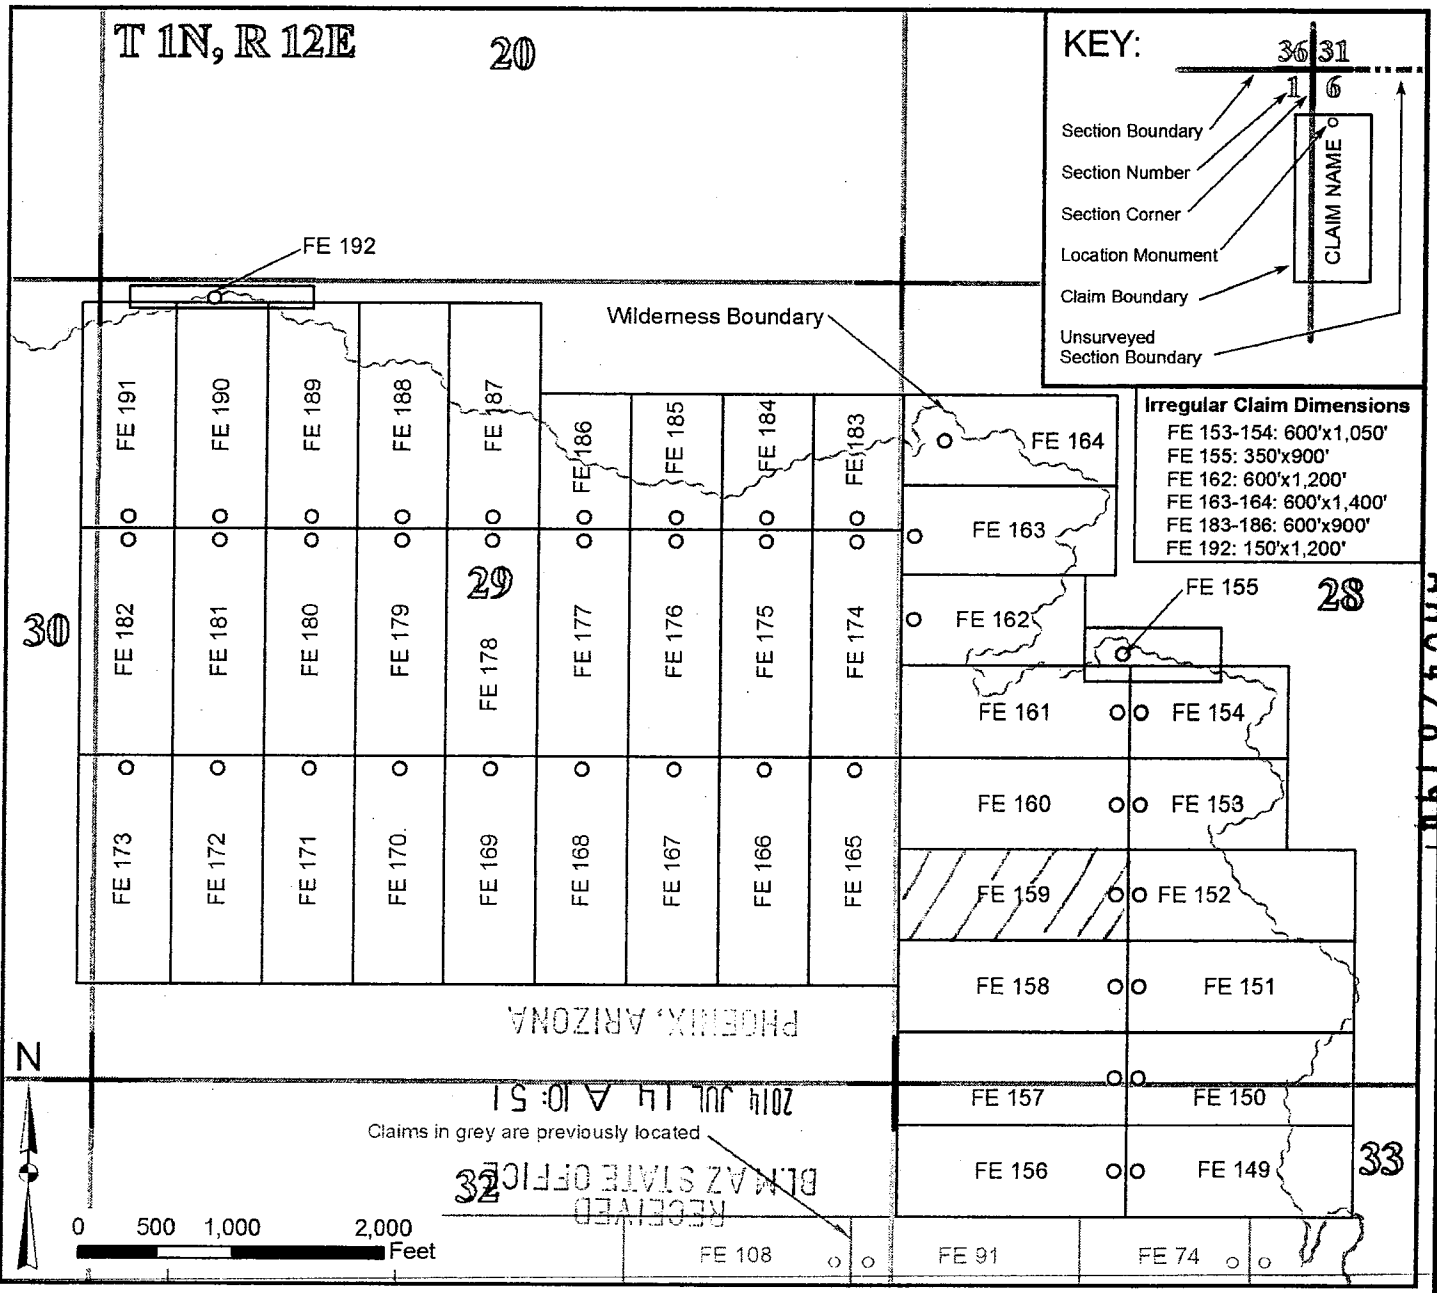 T 1N, R 12E
20
KEY:
36 31
1 6
Section Boundary
Section Number
Section Corner
Location Monument
Claim Boundary
Unsurveyed
Section Boundary
CLAIM NAME
FE 192
Wilderness Boundary
Irregular Claim Dimensions
FE 153-154: 600'x1,050'
FE 155: 350'x900'
FE 162: 600'x1,200'
FE 163-164: 600'x1,400'
FE 183-186: 600'x900'
FE 192: 150'x1,200'
FE 191
FE 190
FE 189
FE 188
FE 187
FE 186
FE 185
FE 184
FE 183
FE 164
FE 163
29
28
30
FE 155
FE 182
FE 181
FE 180
FE 179
FE 178
FE 177
FE 176
FE 175
FE 174
FE 162
FE 161
FE 154
FE 160
FE 153
FE 173
FE 172
FE 171
FE 170.
FE 169
FE 168
FE 167
FE 166
FE 165
FE 159
FE 152
FE 158
FE 151
PHOENIX, ARIZONA
N
2014 JUL 14 A 10:51
FE 157
FE 150
Claims in grey are previously located
BLM AZ STATE OFFICE
RECEIVED
32
FE 156
FE 149
33
0 500 1,000 2,000
Feet
FE 108
FE 91
FE 74